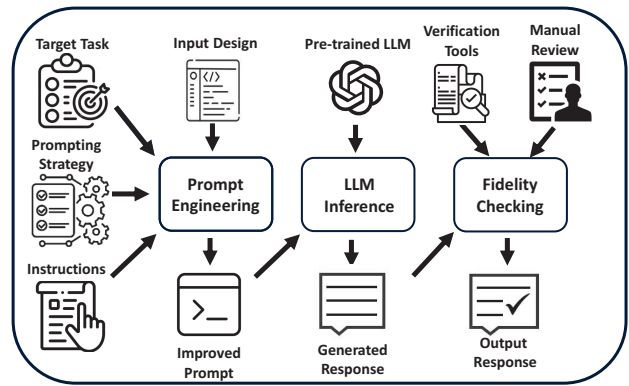 Target Task
Input Design
Pre-trained LLM
Verification
Tools
Manual
Review
</>
Prompting
Strategy
Prompt
Engineering
LLM
Inference
Fidelity
Checking
Instructions
>_
Improved
Prompt
Generated
Response
Output
Response